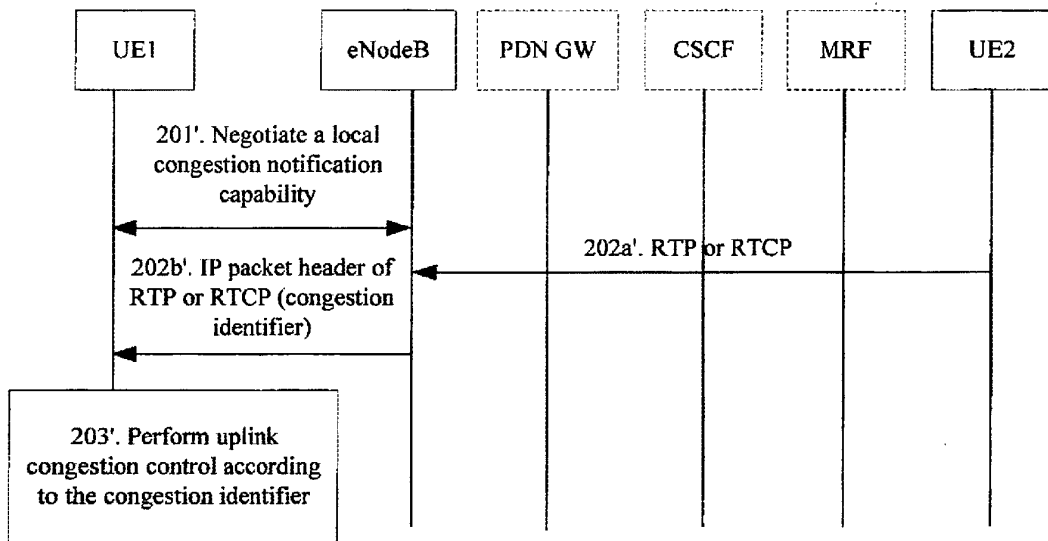 UE1
eNodeB
PDN GW
CSCF
MRF
UE2
201'. Negotiate a local
congestion notification
capability
202a'. RTP or RTCP
202b'. IP packet header of
RTP or RTCP (congestion
identifier)
203'. Perform uplink
congestion control according
to the congestion identifier